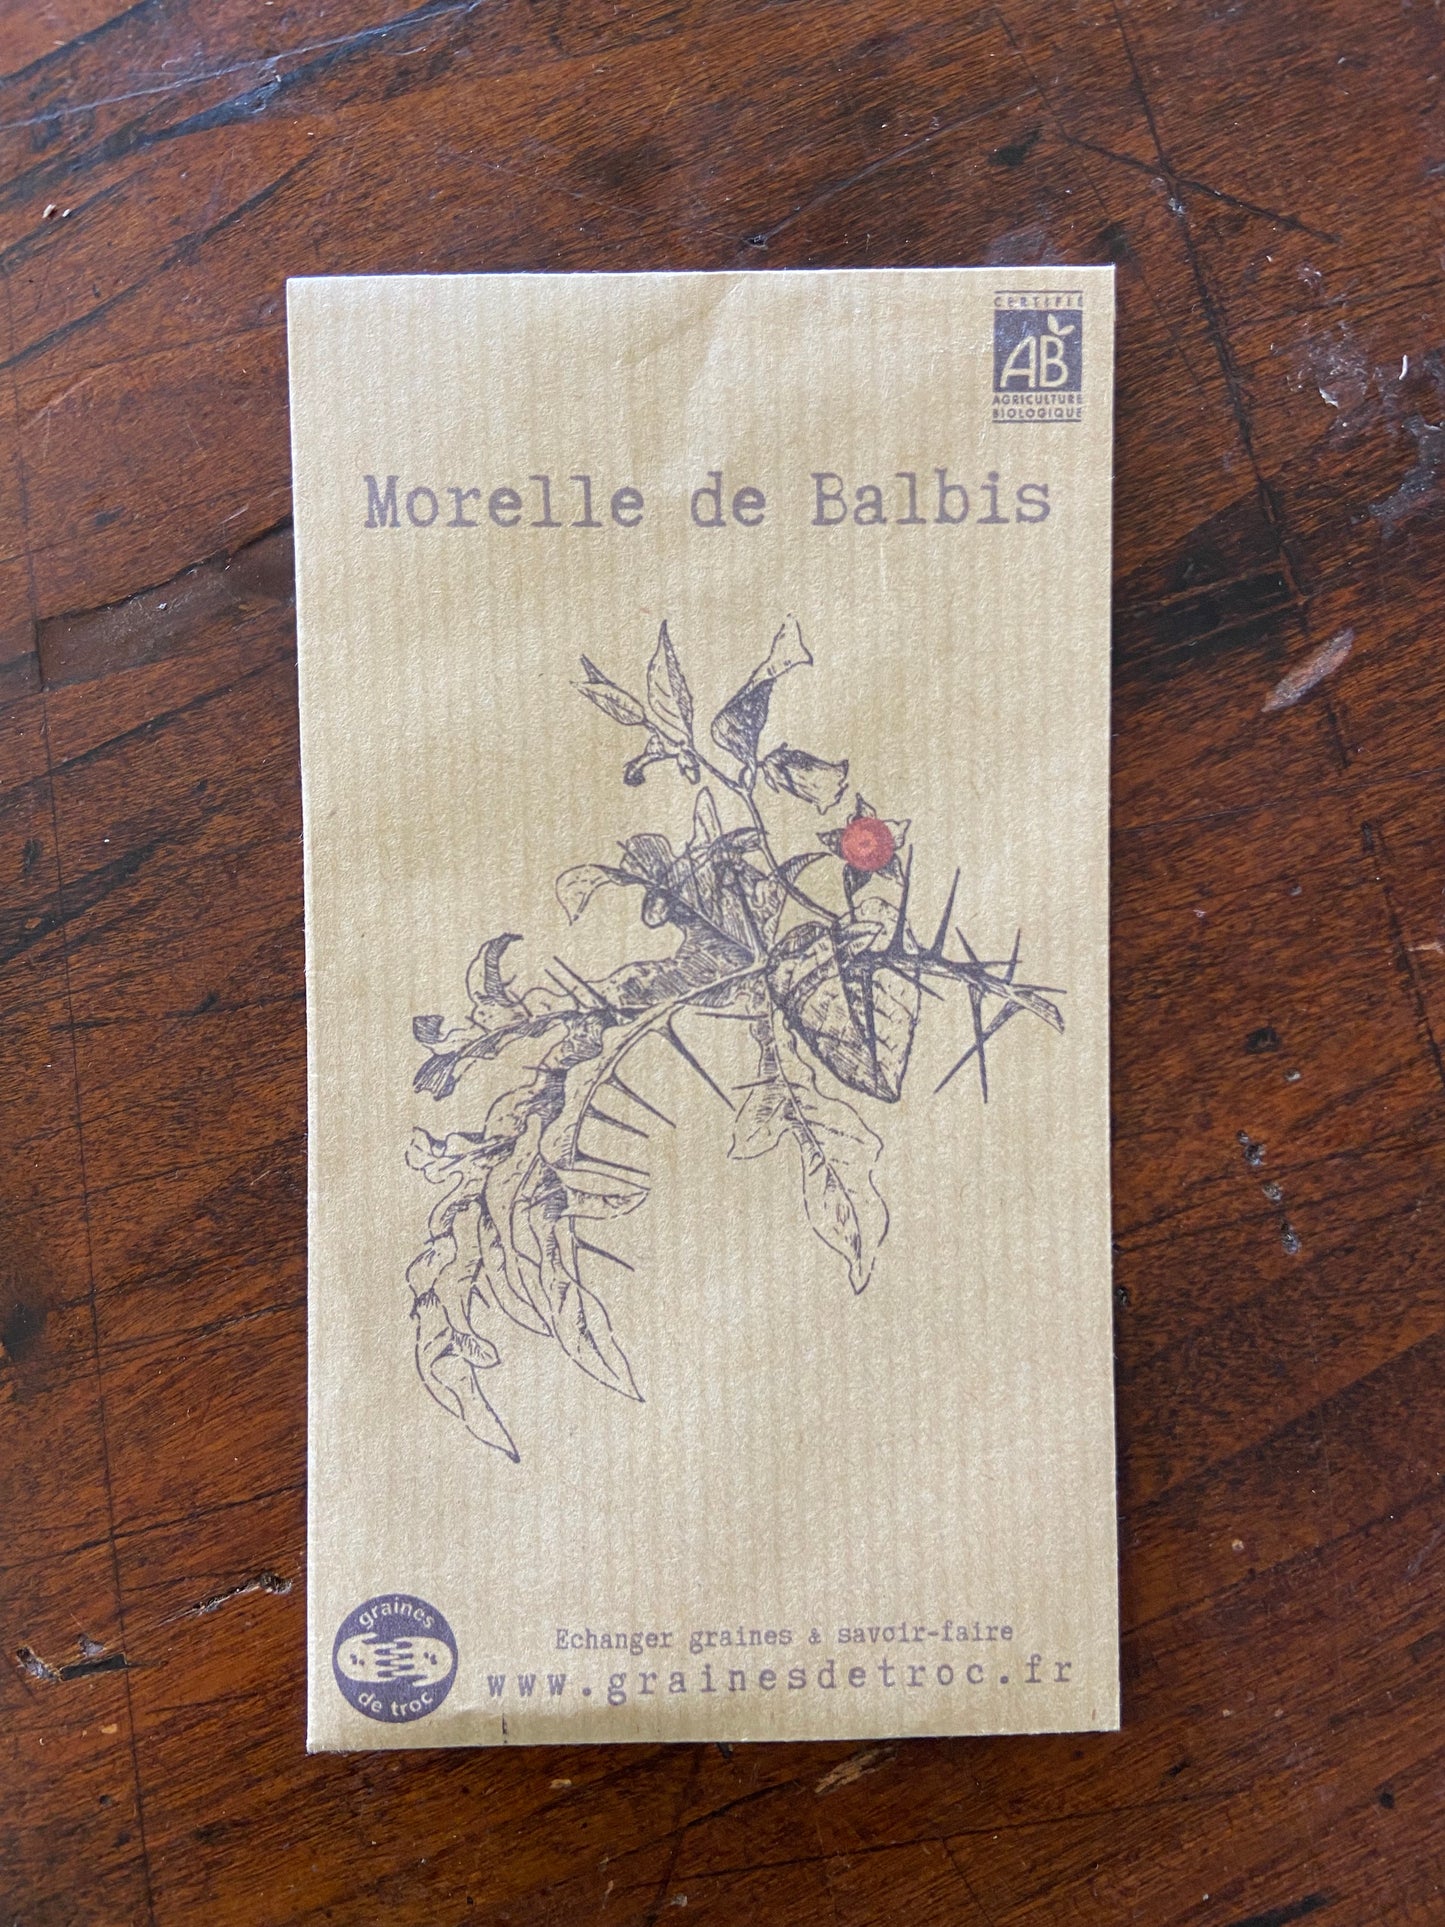 CERTIFIÉ
AB
AGRICULTURE
BIOLOGIQUE
Morelle de Balbis
graines
de troc
Echanger graines & savoir-faire
www.grainesdetroc.fr